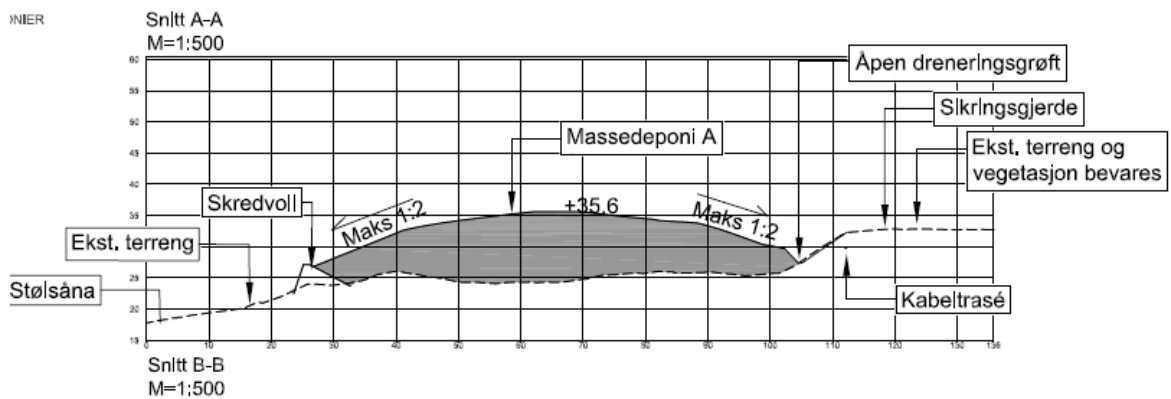 ONIER
Snitt A-A
M=1:500
Åpen dreneringsgrøft
Sikringsgjerde
Massedeponi A
Ekst. terreng og
vegetasjon bevares
Skredvoll
Maks 1:2
+35.6
Maks 1:2
Ekst. terreng
Stølsåna
Kabeltrasé
60
55
50
45
40
35
30
25
20
15
0 10 20 30 40 50 60 70 80 90 100 110 120 130 136
Snitt B-B
M=1:500